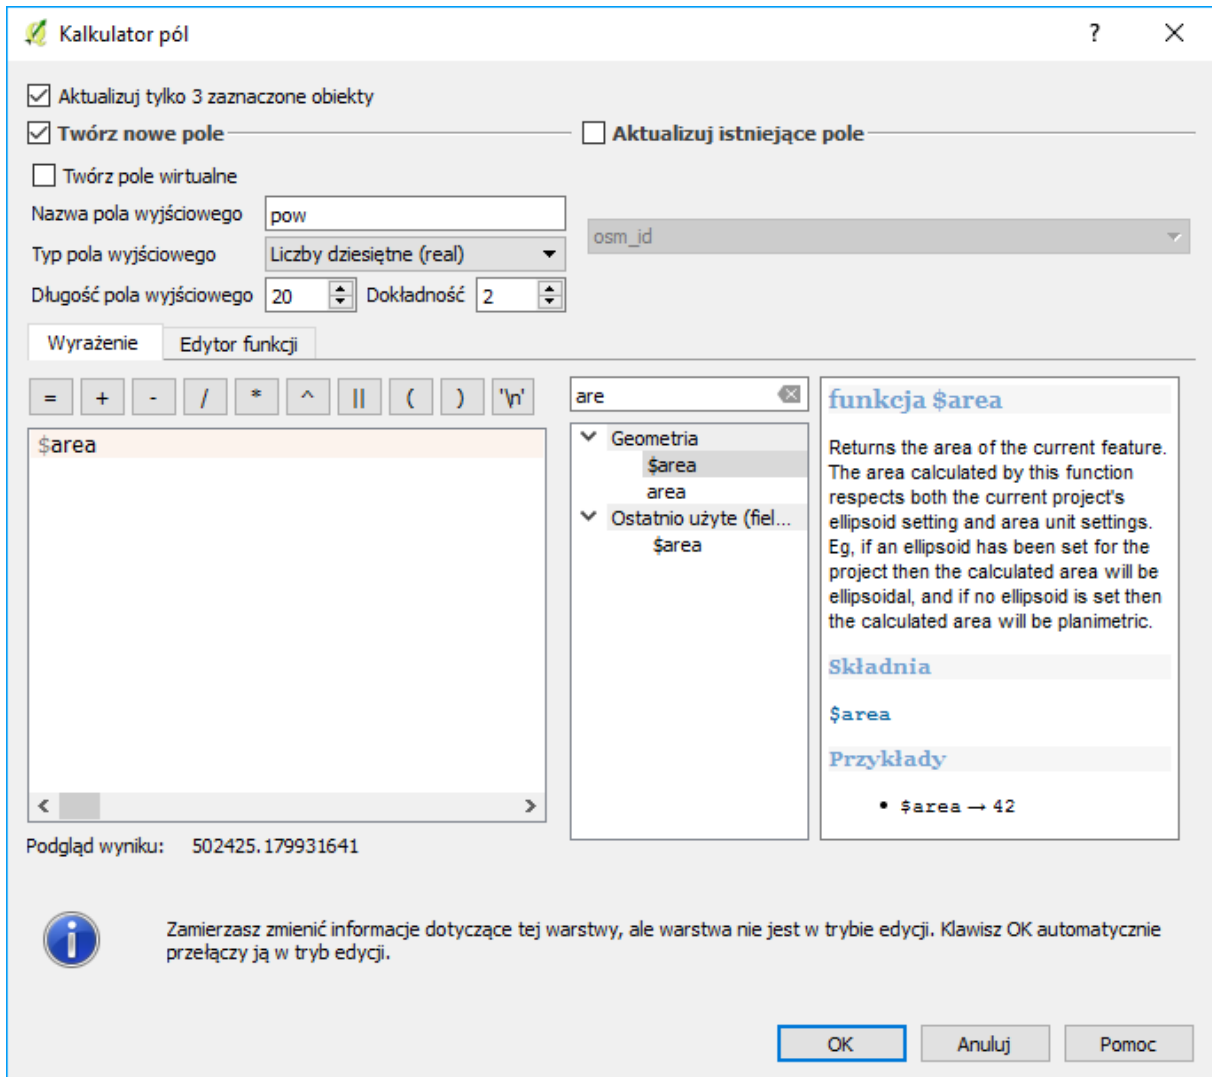 Kalkulator pól
?
Aktualizuj tylko 3 zaznaczone obiekty
Twórz nowe pole
Aktualizuj istniejące pole
Twórz pole wirtualne
Nazwa pola wyjściowego pow
osm_id
Typ pola wyjściowego Liczby dziesiętne (real)
Długość pola wyjściowego 20 Dokładność 2
Wyrażenie Edytor funkcji
= + - / * ^ || ( ) '\n'
$area
Podgląd wyniku: 502425.179931641
are
Geometria
$area
area
Ostatnio użyte (fiel...
$area
funkcja $area
Returns the area of the current feature.
The area calculated by this function
respects both the current project's
ellipsoid setting and area unit settings.
Eg, if an ellipsoid has been set for the
project then the calculated area will be
ellipsoidal, and if no ellipsoid is set then
the calculated area will be planimetric.
Składnia
$area
Przykłady
• $area → 42
Zamierzasz zmienić informacje dotyczące tej warstwy, ale warstwa nie jest w trybie edycji. Klawisz OK automatycznie
przełączy ją w tryb edycji.
OK Anuluj Pomoc